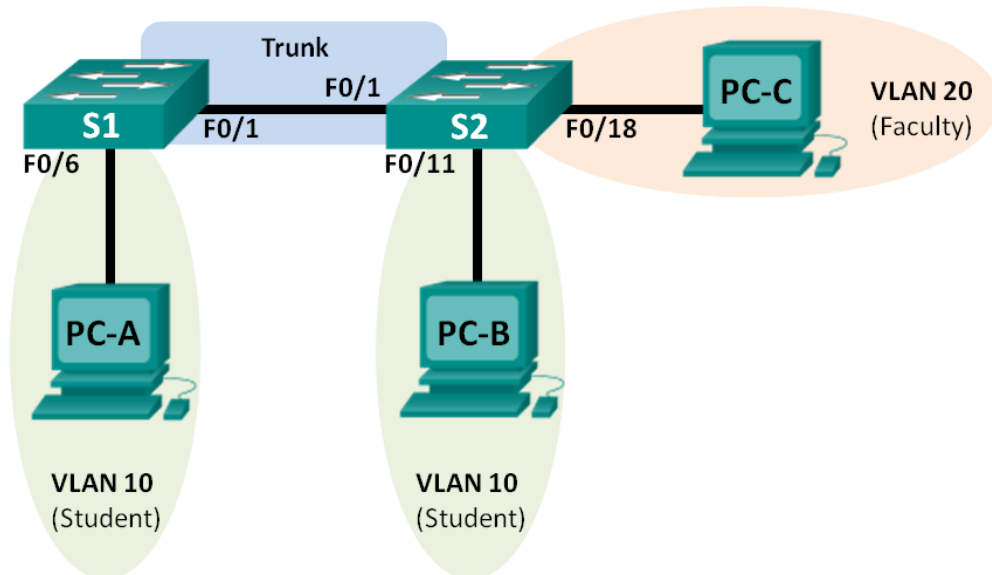 Trunk
F0/1
S1
F0/1
S2
F0/6
F0/11
F0/18
PC-C
VLAN 20
(Faculty)
PC-A
PC-B
VLAN 10
(Student)
VLAN 10
(Student)